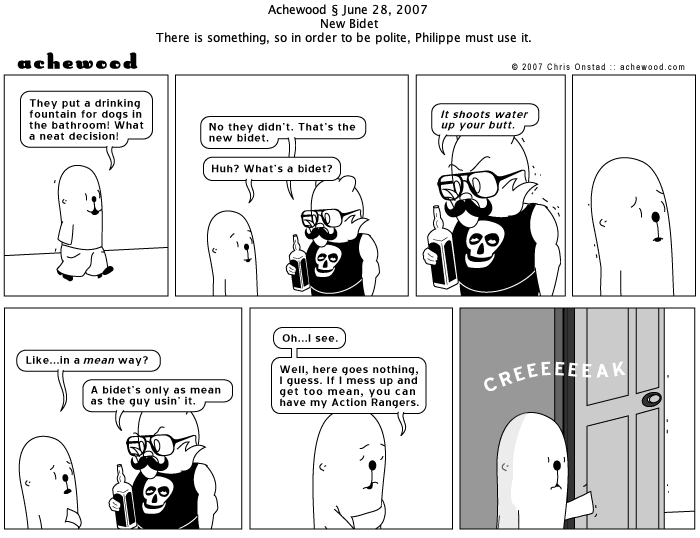 Achewood § June 28, 2007
New Bidet
There is something, so in order to be polite, Philippe must use it.
achewood
© 2007 Chris Onstad :: achewood.com
They put a drinking
fountain for dogs in
the bathroom! What
a neat decision!
No they didn't. That's the
new bidet.
Huh? What's a bidet?
It shoots water
up your butt.
Like...in a mean way?
A bidet's only as mean
as the guy usin' it.
Oh...I see.
Well, here goes nothing,
I guess. If I mess up and
get too mean, you can
have my Action Rangers.
CREEEEEEAK